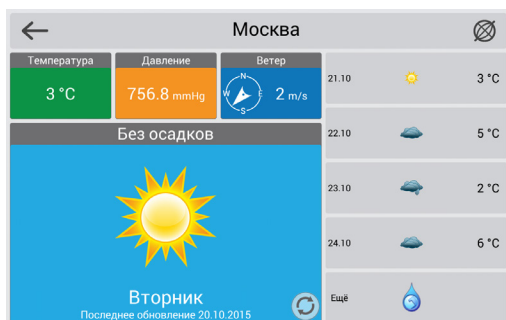 Москва
Температура
3 °C
Давление
756.8 mmHg
Ветер
N
W E
S
2 m/s
Без осадков
Вторник
Последнее обновление 20.10.2015
21.10 3 °C
22.10 5 °C
23.10 2 °C
24.10 6 °C
Ещё